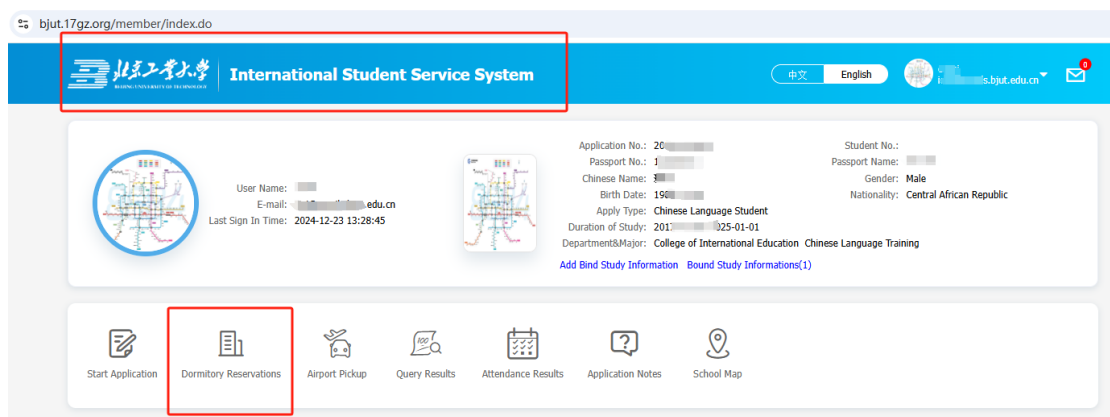 bjut.17gz.org/member/index.do
北京工业大学 International Student Service System 中文 English s.bjut.edu.cn 0
BEIJING UNIVERSITY OF TECHNOLOGY
Application No.: 20 Student No.:
Passport No.: 1 Passport Name:
User Name: Chinese Name: Gender: Male
E-mail: .edu.cn Birth Date: 198 Nationality: Central African Republic
Last Sign In Time: 2024-12-23 13:28:45 Apply Type: Chinese Language Student
Duration of Study: 201 025-01-01
Department&Major: College of International Education Chinese Language Training
Add Bind Study Information Bound Study Informations(1)
Start Application Dormitory Reservations Airport Pickup Query Results Attendance Results Application Notes School Map